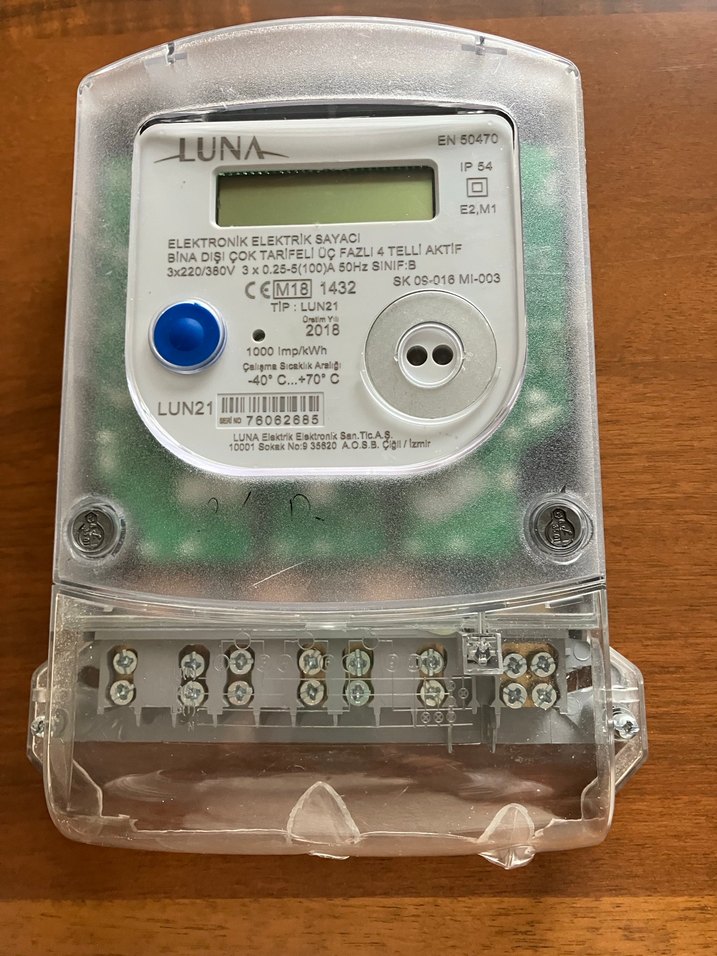 LUNA
EN 50470
IP 54
E2,M1
ELEKTRONİK ELEKTRİK SAYACI
BİNA DIŞI ÇOK TARİFELİ ÜÇ FAZLI 4 TELLİ AKTİF
3x220/380V 3 x 0.25-5(100)A 50Hz SINIF:B
SK 09-016 MI-003
CE M18 1432
TİP : LUN21
Üretim Yılı
2018
1000 Imp/kWh
Çalışma Sıcaklık Aralığı
-40° C...+70° C
LUN21
SERİ NO 76062685
LUNA Elektrik Elektronik San.Tic.A.Ş.
10001 Sokak No:9 35620 A.O.S.B. Çiğli / İzmir